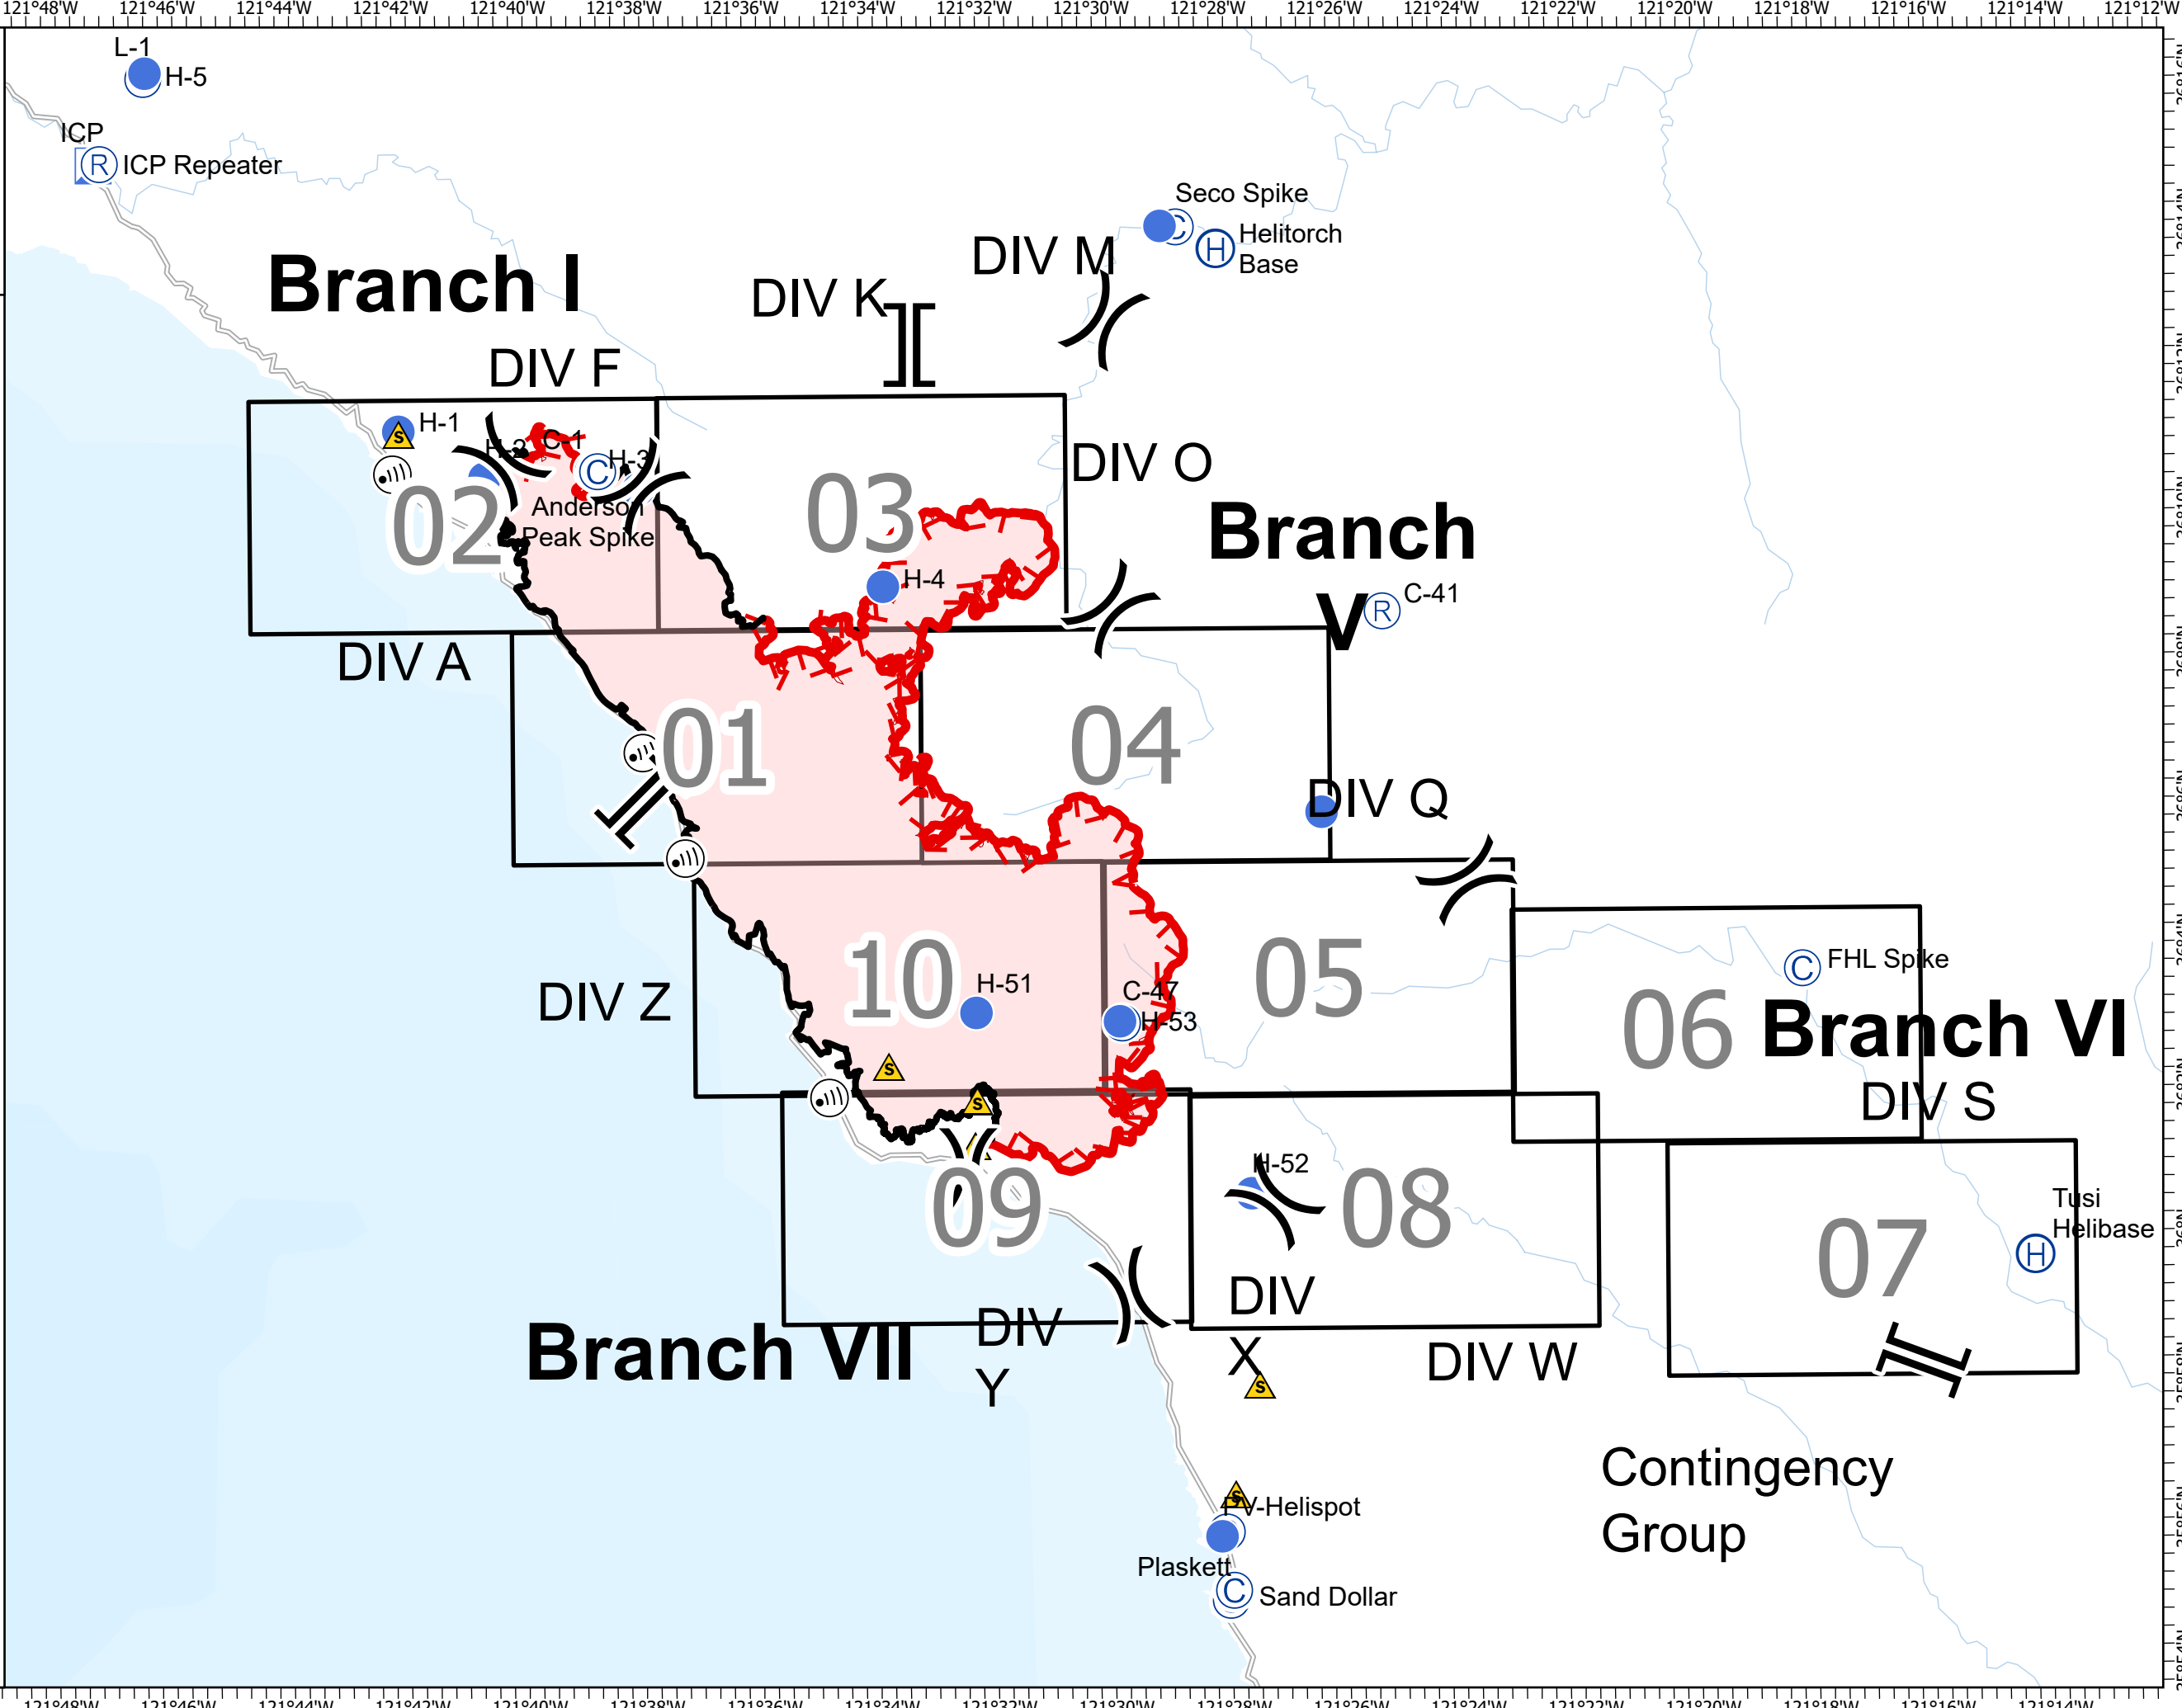 121°48'W 121°46'W 121°44'W 121°42'W 121°40'W 121°38'W 121°36'W 121°34'W 121°32'W 121°30'W 121°28'W 121°26'W 121°24'W 121°22'W 121°20'W 121°18'W 121°16'W 121°14'W 121°12'W
L-1
H-5
ICP
R ICP Repeater
Seco Spike
C
H Helitorch
Base
Branch I
DIV M
DIV K
DIV F
H-1
S
H-2
C-1
C
H-3
Anderson
Peak Spike
02
03
DIV O
H-4
Branch
V
R C-41
DIV A
01
04
DIV Q
10
H-51
05
C-47
H-53
C FHL Spike
06
Branch VI
DIV S
DIV Z
S
S
09
H-52
08
07
Tusi
Helibase
H
DIV
X
DIV
Y
Branch VII
DIV W
S
Contingency
Group
S
PV-Helispot
Plaskett
C Sand Dollar
121°48'W 121°46'W 121°44'W 121°42'W 121°40'W 121°38'W 121°36'W 121°34'W 121°32'W 121°30'W 121°28'W 121°26'W 121°24'W 121°22'W 121°20'W 121°18'W 121°16'W 121°14'W